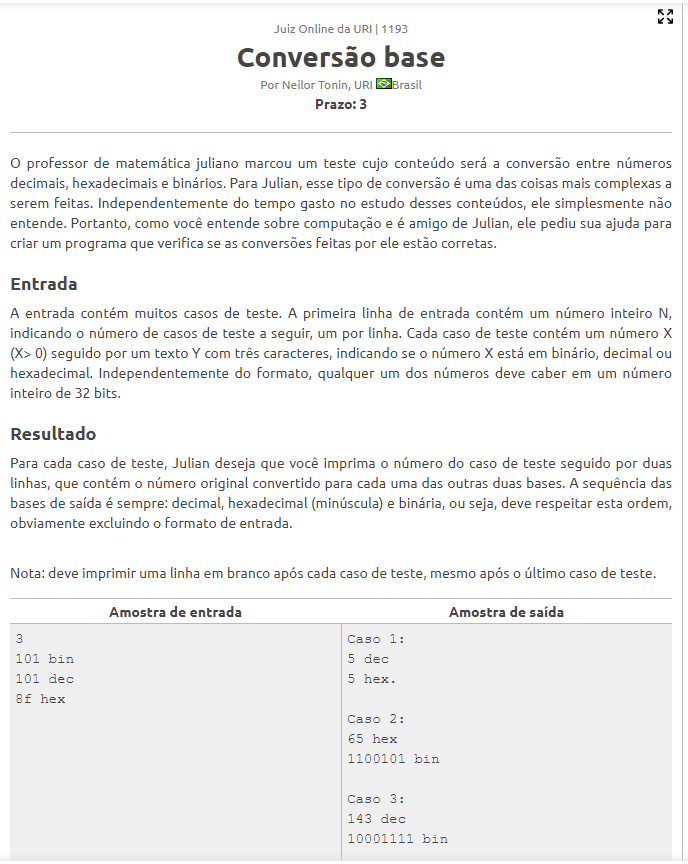 Juiz Online da URI | 1193
Conversão base
Por Neilor Tonin, URI Brasil
Prazo: 3
O professor de matemática juliano marcou um teste cujo conteúdo será a conversão entre números
decimais, hexadecimais e binários. Para Julian, esse tipo de conversão é uma das coisas mais complexas a
serem feitas. Independentemente do tempo gasto no estudo desses conteúdos, ele simplesmente não
entende. Portanto, como você entende sobre computação e é amigo de Julian, ele pediu sua ajuda para
criar um programa que verifica se as conversões feitas por ele estão corretas.
Entrada
A entrada contém muitos casos de teste. A primeira linha de entrada contém um número inteiro N,
indicando o número de casos de teste a seguir, um por linha. Cada caso de teste contém um número X
(X> 0) seguido por um texto Y com três caracteres, indicando se o número X está em binário, decimal ou
hexadecimal. Independentemente do formato, qualquer um dos números deve caber em um número
inteiro de 32 bits.
Resultado
Para cada caso de teste, Julian deseja que você imprima o número do caso de teste seguido por duas
linhas, que contém o número original convertido para cada uma das outras duas bases. A sequência das
bases de saída é sempre: decimal, hexadecimal (minúscula) e binária, ou seja, deve respeitar esta ordem,
obviamente excluindo o formato de entrada.
Nota: deve imprimir uma linha em branco após cada caso de teste, mesmo após o último caso de teste.
Amostra de entrada
3
101 bin
101 dec
8f hex
Amostra de saída
Caso 1:
5 dec
5 hex.
Caso 2:
65 hex
1100101 bin
Caso 3:
143 dec
10001111 bin